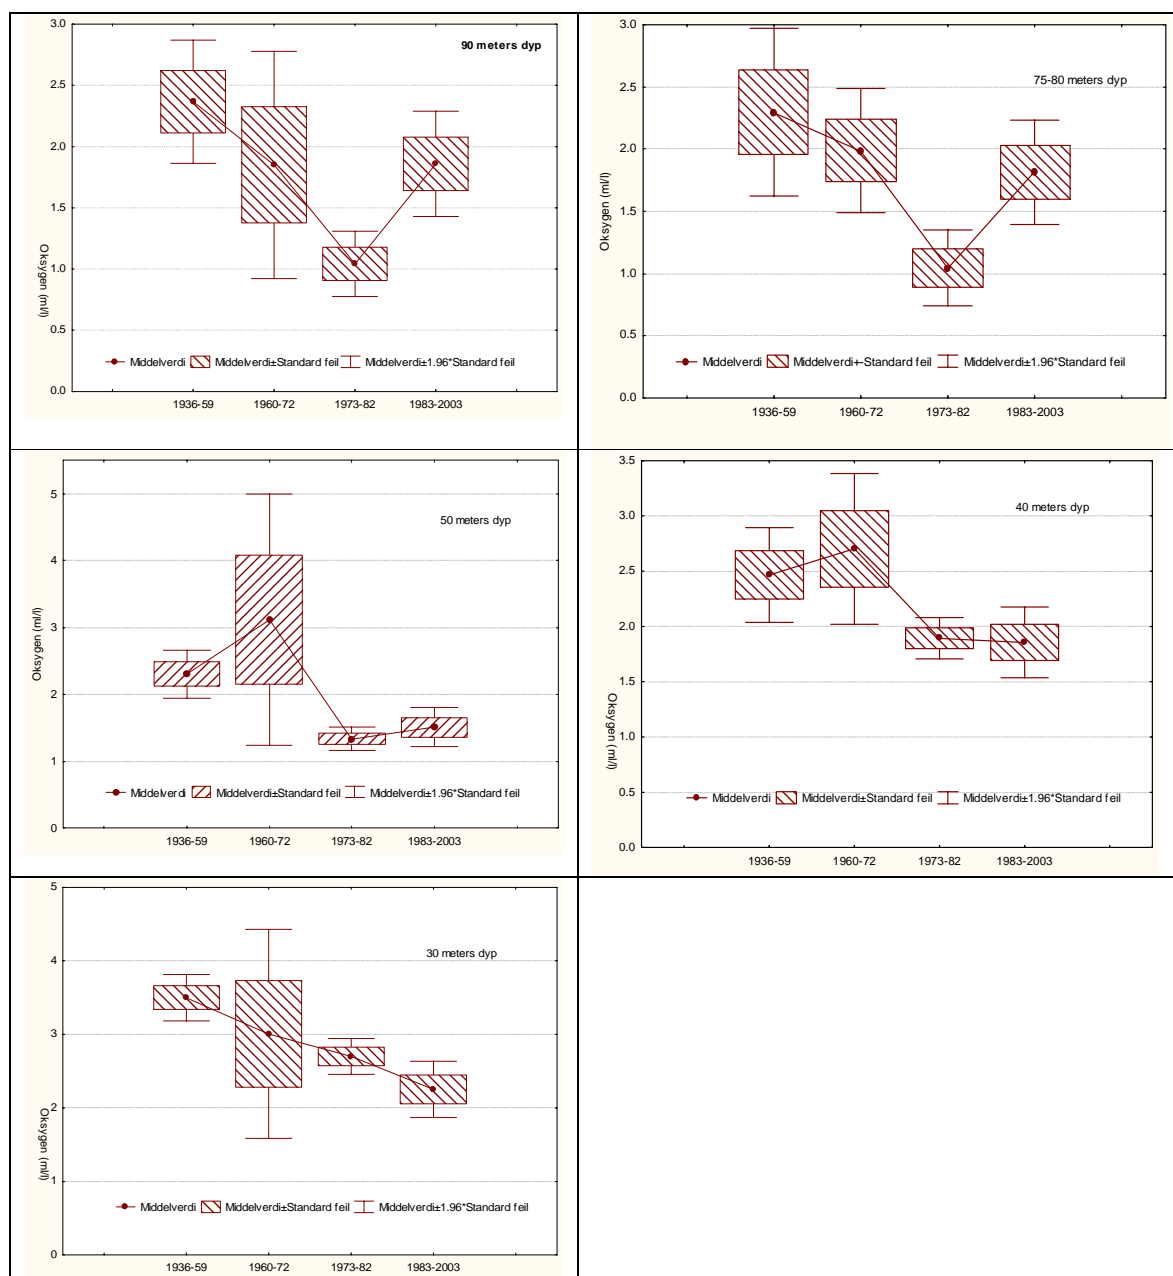 90 meters dyp
3.0
2.5
2.0
1.5
1.0
0.5
0.0
Oksygen (ml/l)
Middelverdi Middelverdi±Standard feil Middelverdi±1.96*Standard feil
1936-59 1960-72 1973-82 1983-2003
75-80 meters dyp
3.0
2.5
2.0
1.5
1.0
0.5
0.0
Oksygen (ml/l)
Middelverdi Middelverdi+-Standard feil Middelverdi±1.96*Standard feil
1936-59 1960-72 1973-82 1983-2003
50 meters dyp
5
4
3
2
1
0
Oksygen (ml/l)
Middelverdi Middelverdi±Standard feil Middelverdi±1.96*Standard feil
1936-59 1960-72 1973-82 1983-2003
40 meters dyp
3.5
3.0
2.5
2.0
1.5
1.0
0.5
0.0
Oksygen (ml/l)
Middelverdi Middelverdi±Standard feil Middelverdi±1.96*Standard feil
1936-59 1960-72 1973-82 1983-2003
30 meters dyp
5
4
3
2
1
0
Oksygen (ml/l)
Middelverdi Middelverdi±Standard feil Middelverdi±1.96*Standard feil
1936-59 1960-72 1973-82 1983-2003